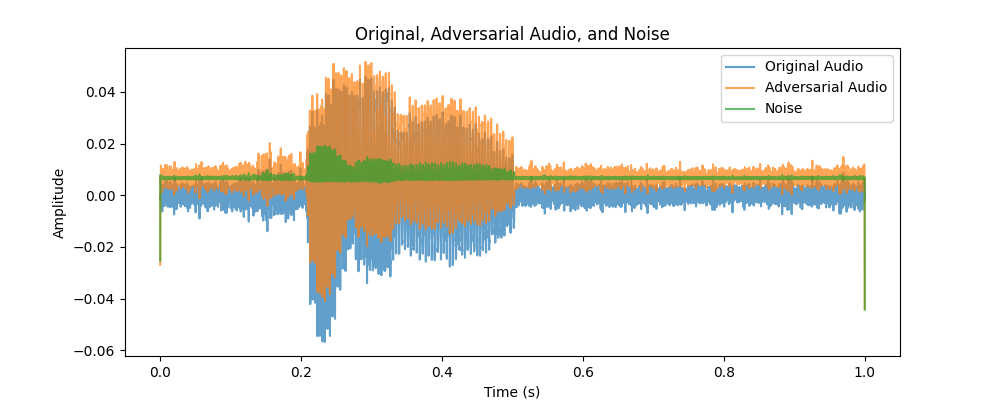 Original, Adversarial Audio, and Noise
Original Audio
Adversarial Audio
Noise
Amplitude
0.04
0.02
0.00
−0.02
−0.04
−0.06
0.0 0.2 0.4 0.6 0.8 1.0
Time (s)